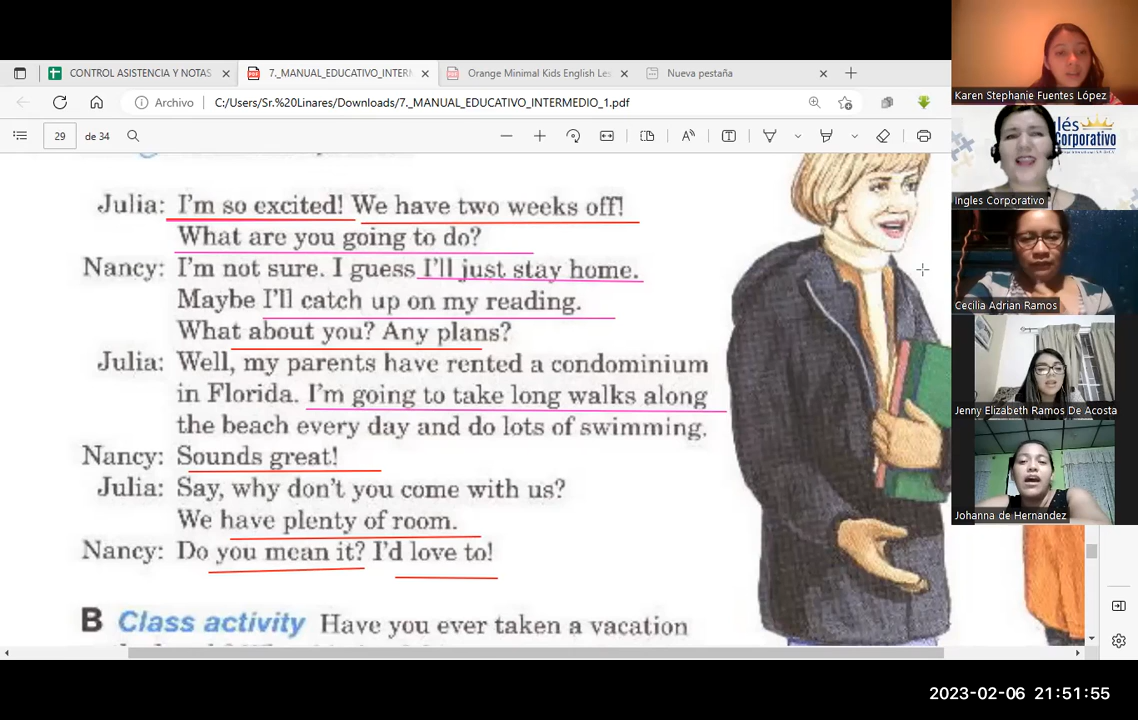 CONTROL ASISTENCIA Y NOTAS
7._MANUAL_EDUCATIVO_INTERM
Orange Minimal Kids English Les
Nueva pestaña
Archivo
C:/Users/Sr.%20Linares/Downloads/7._MANUAL_EDUCATIVO_INTERMEDIO_1.pdf
29 de 34
Julia: I'm so excited! We have two weeks off!
What are you going to do?
Nancy: I'm not sure. I guess I'll just stay home.
Maybe I'll catch up on my reading.
What about you? Any plans?
Julia: Well, my parents have rented a condominium
in Florida. I'm going to take long walks along
the beach every day and do lots of swimming.
Nancy: Sounds great!
Julia: Say, why don't you come with us?
We have plenty of room.
Nancy: Do you mean it? I'd love to!
B Class activity Have you ever taken a vacation
Karen Stephanie Fuentes López
Corporativo
Ingles Corporativo
Cecilia Adrian Ramos
Jenny Elizabeth Ramos De Acosta
Johanna de Hernandez
2023-02-06 21:51:55